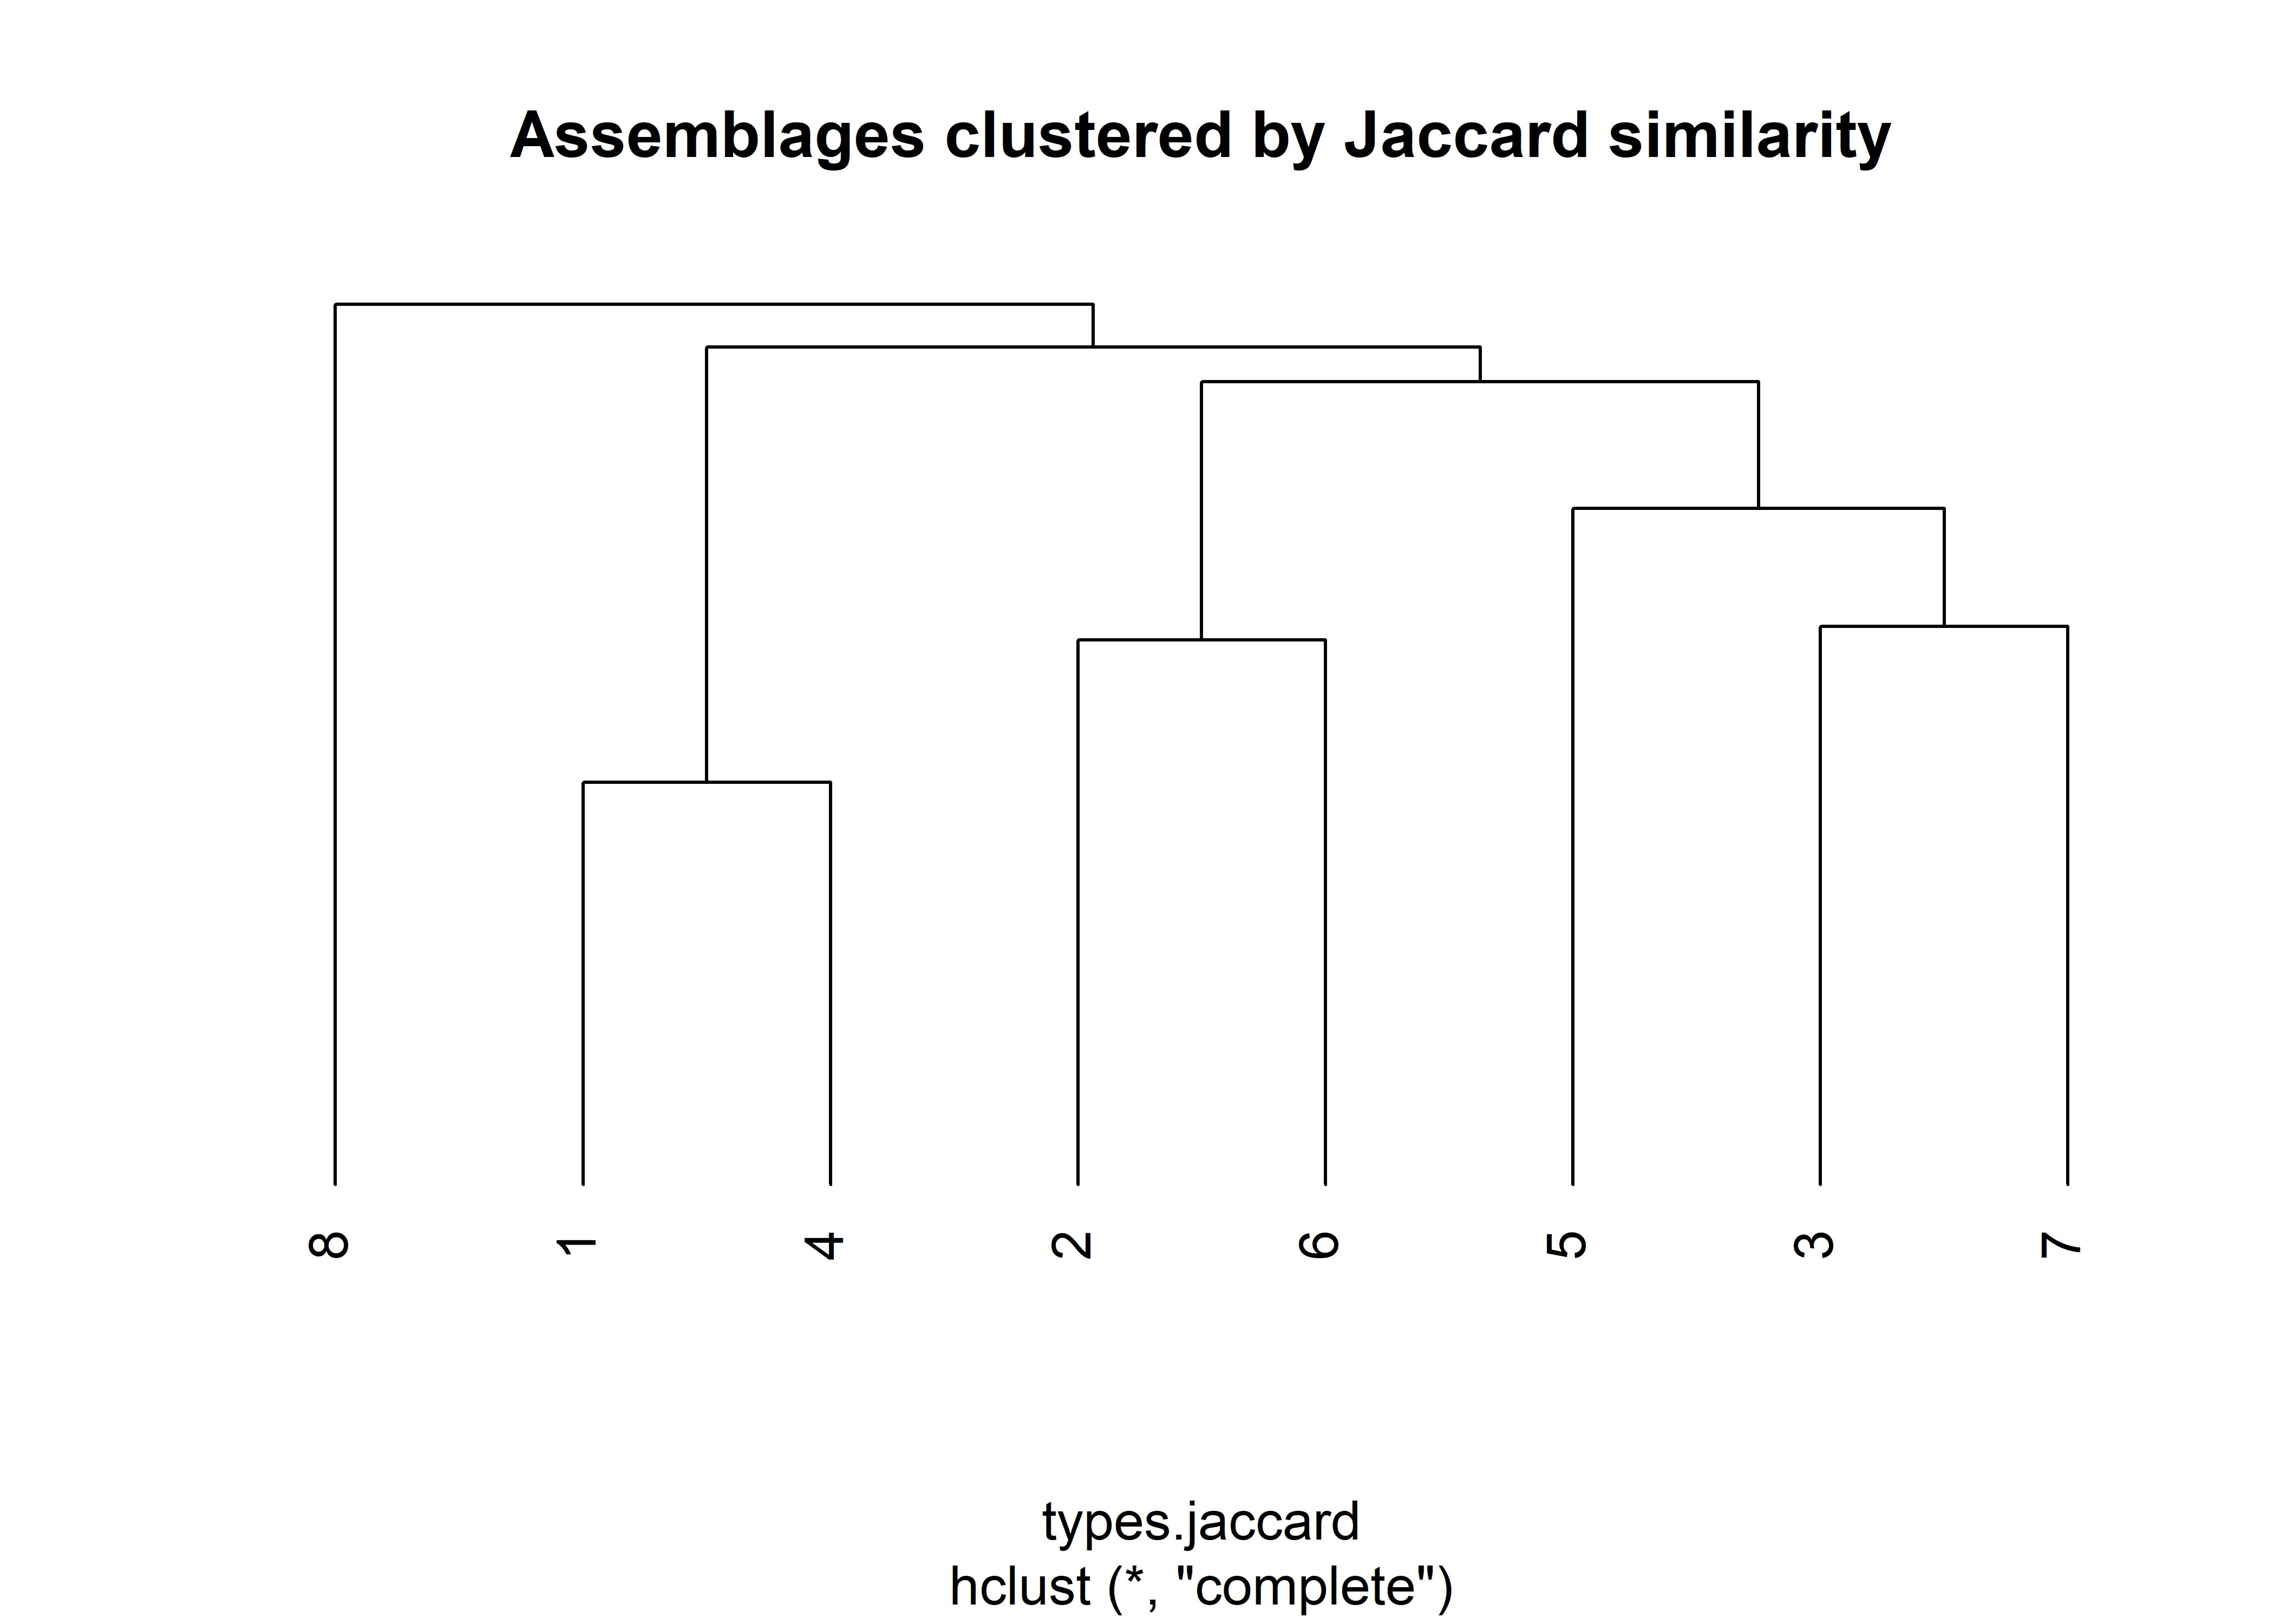 Assemblages clustered by Jaccard similarity
8 1 4 2 6 5 3 7
types.jaccard
hclust (*, "complete")